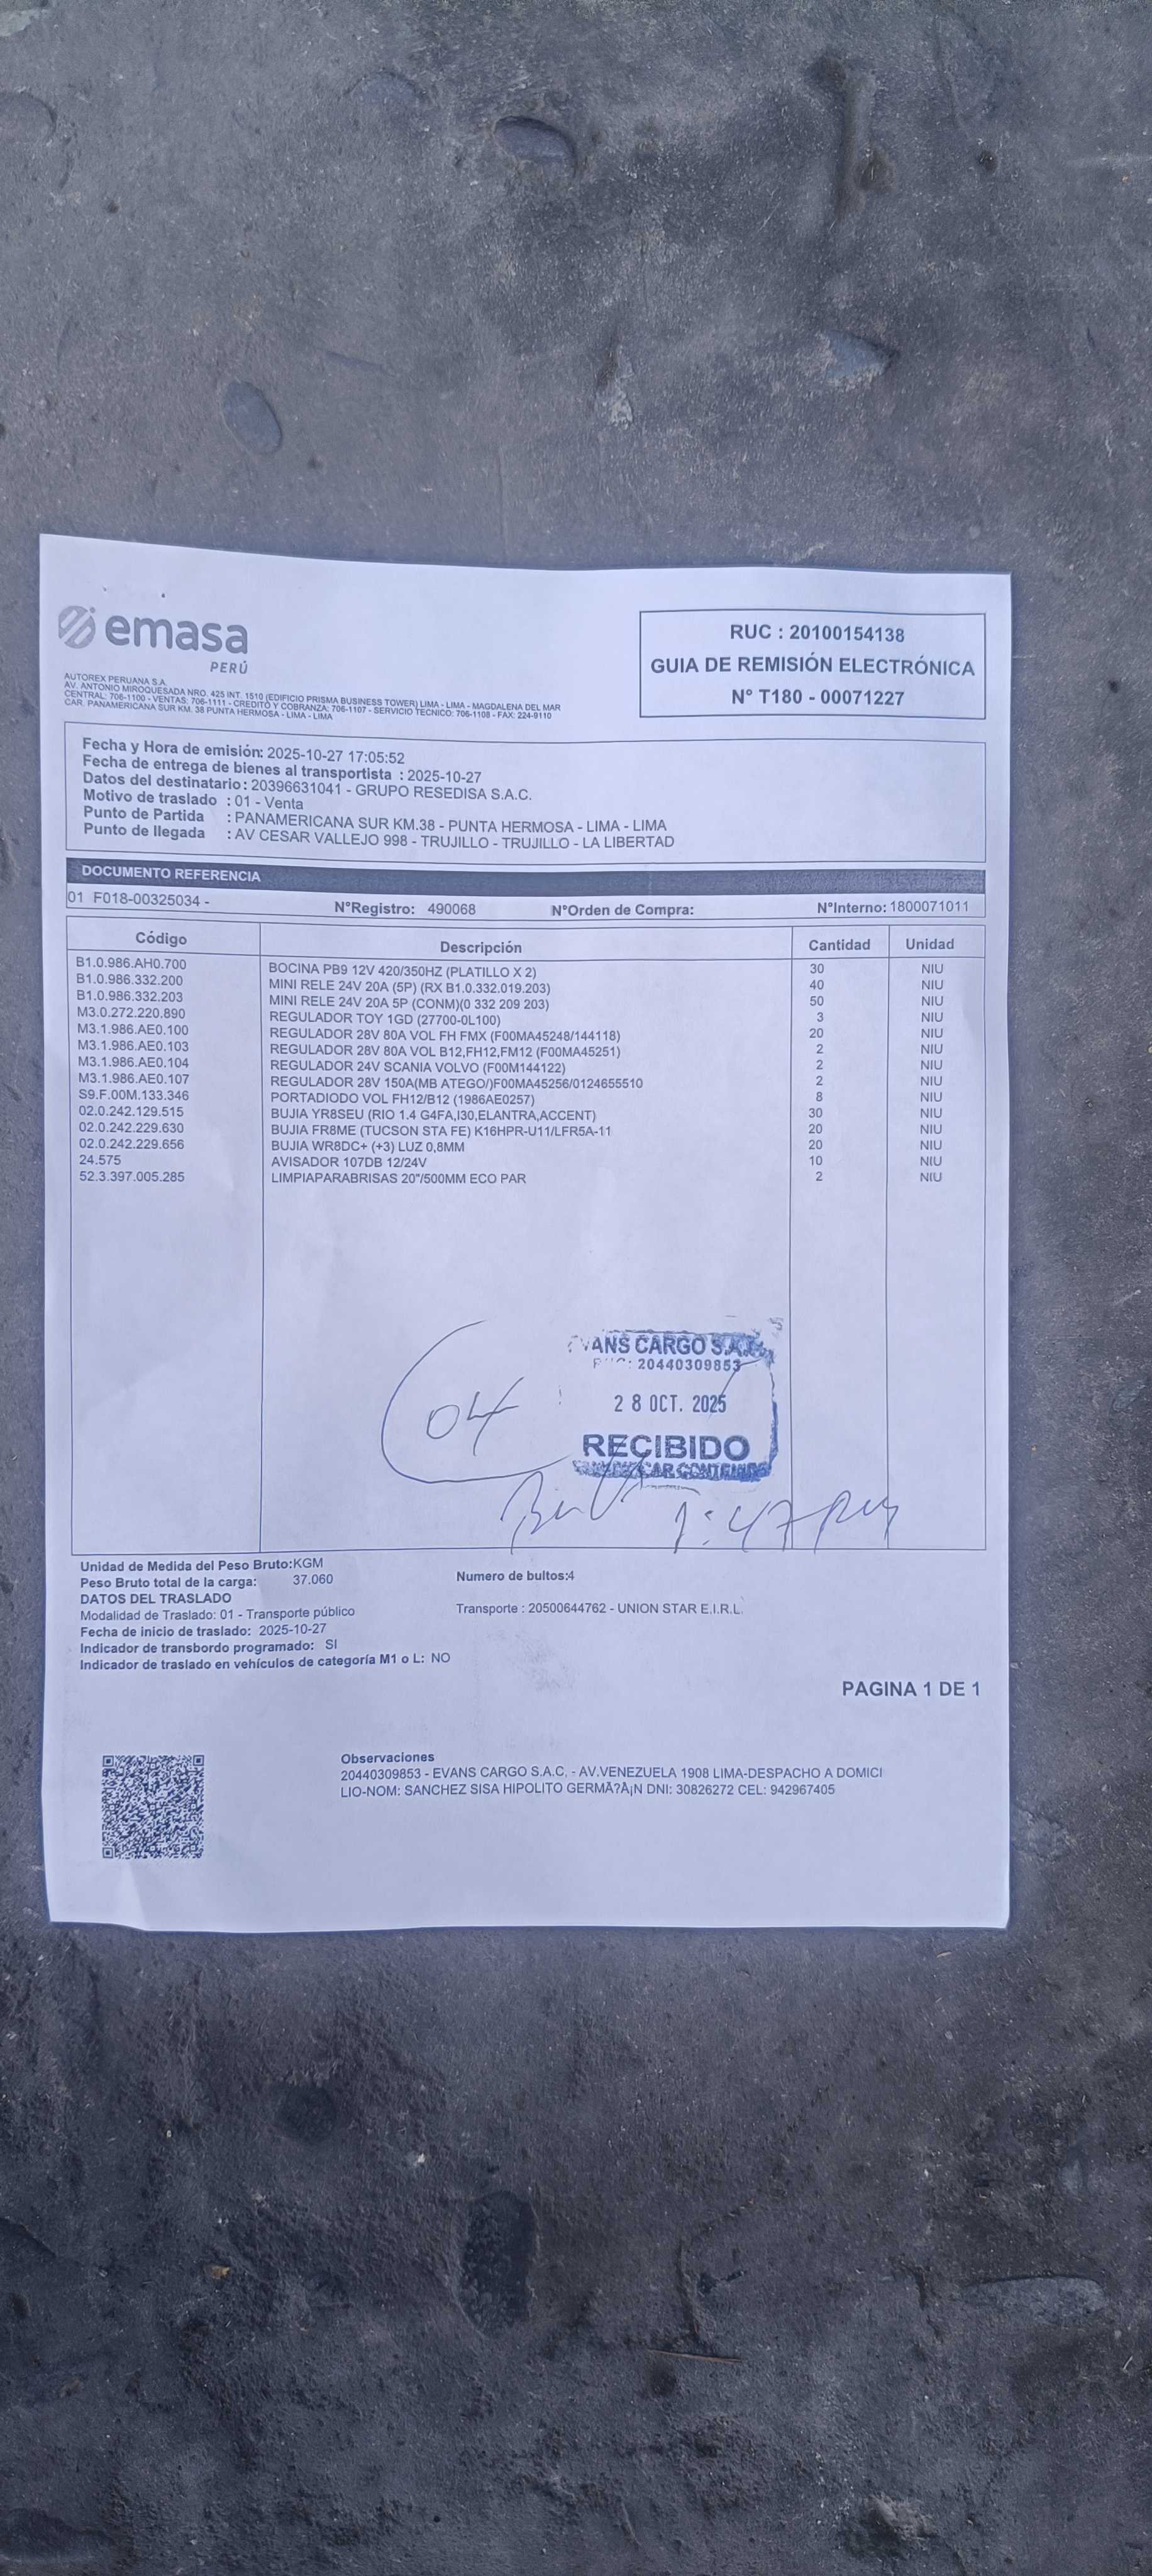 emasa
PERÚ
AUTOREX PERUANA S.A.
AV. ANTONIO MIROQUESADA NRO. 425 INT. 1510 (EDIFICIO PRISMA BUSINESS TOWER) LIMA - LIMA - MAGDALENA DEL MAR
CENTRAL: 706-1100 - VENTAS: 706-1111 - CREDITO Y COBRANZA: 706-1107 - SERVICIO TECNICO: 706-1108 - FAX: 224-9110
CAR. PANAMERICANA SUR KM. 38 PUNTA HERMOSA - LIMA - LIMA
RUC : 20100154138
GUIA DE REMISIÓN ELECTRÓNICA
N° T180 - 00071227
Fecha y Hora de emisión: 2025-10-27 17:05:52
Fecha de entrega de bienes al transportista : 2025-10-27
Datos del destinatario : 20396631041 - GRUPO RESEDISA S.A.C.
Motivo de traslado : 01 - Venta
Punto de Partida : PANAMERICANA SUR KM.38 - PUNTA HERMOSA - LIMA - LIMA
Punto de llegada : AV CESAR VALLEJO 998 - TRUJILLO - TRUJILLO - LA LIBERTAD
DOCUMENTO REFERENCIA
01 F018-00325034 - N°Registro: 490068 N°Orden de Compra: N°Interno: 1800071011
Código Descripción Cantidad Unidad
B1.0.986.AH0.700 BOCINA PB9 12V 420/350HZ (PLATILLO X 2) 30 NIU
B1.0.986.332.200 MINI RELE 24V 20A (5P) (RX B1.0.332.019.203) 40 NIU
B1.0.986.332.203 MINI RELE 24V 20A 5P (CONM)(0 332 209 203) 50 NIU
M3.0.272.220.890 REGULADOR TOY 1GD (27700-0L100) 3 NIU
M3.1.986.AE0.100 REGULADOR 28V 80A VOL FH FMX (F00MA45248/144118) 20 NIU
M3.1.986.AE0.103 REGULADOR 28V 80A VOL B12,FH12,FM12 (F00MA45251) 2 NIU
M3.1.986.AE0.104 REGULADOR 24V SCANIA VOLVO (F00M144122) 2 NIU
M3.1.986.AE0.107 REGULADOR 28V 150A(MB ATEGO/)F00MA45256/0124655510 2 NIU
S9.F.00M.133.346 PORTADIODO VOL FH12/B12 (1986AE0257) 8 NIU
02.0.242.129.515 BUJIA YR8SEU (RIO 1.4 G4FA,I30,ELANTRA,ACCENT) 30 NIU
02.0.242.229.630 BUJIA FR8ME (TUCSON STA FE) K16HPR-U11/LFR5A-11 20 NIU
02.0.242.229.656 BUJIA WR8DC+ (+3) LUZ 0,8MM 20 NIU
24.575 AVISADOR 107DB 12/24V 10 NIU
52.3.397.005.285 LIMPIAPARABRISAS 20"/500MM ECO PAR 2 NIU
VANS CARGO S.A.C.
20440309853
28 OCT. 2025
RECIBIDO
04
1:47 pm
Unidad de Medida del Peso Bruto:KGM
Peso Bruto total de la carga: 37.060 Numero de bultos:4
DATOS DEL TRASLADO
Modalidad de Traslado: 01 - Transporte público Transporte : 20500644762 - UNION STAR E.I.R.L.
Fecha de inicio de traslado: 2025-10-27
Indicador de transbordo programado: SI
Indicador de traslado en vehículos de categoría M1 o L: NO
PAGINA 1 DE 1
Observaciones
20440309853 - EVANS CARGO S.A.C. - AV.VENEZUELA 1908 LIMA-DESPACHO A DOMICI
LIO-NOM: SANCHEZ SISA HIPOLITO GERMÃ?Â¡N DNI: 30826272 CEL: 942967405